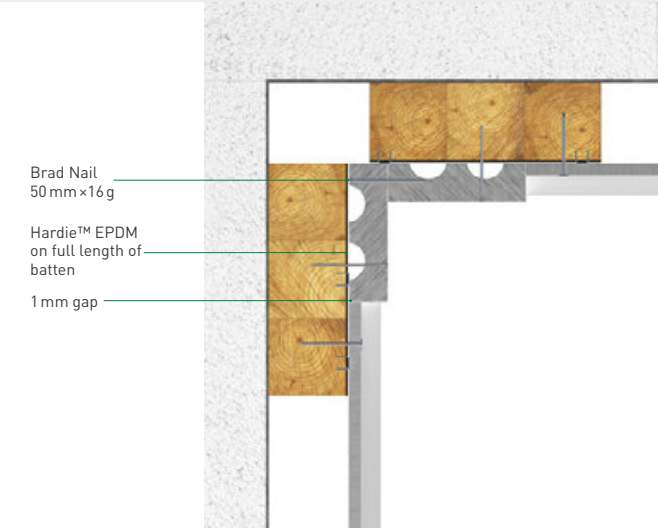 Brad Nail
50 mm×16 g
Hardie™ EPDM
on full length of
batten
1 mm gap